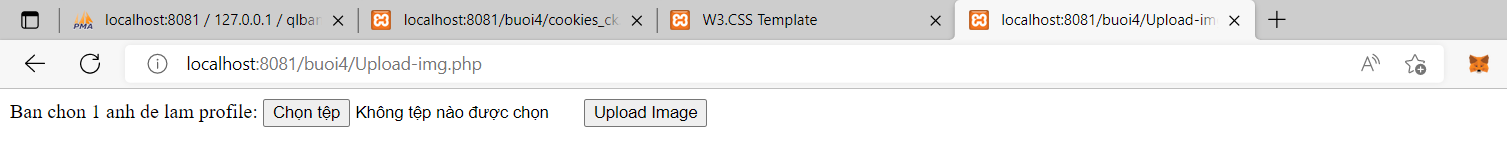 PMA localhost:8081 / 127.0.0.1 / qlbar
localhost:8081/buoi4/cookies_ck
W3.CSS Template
localhost:8081/buoi4/Upload-im
localhost:8081/buoi4/Upload-img.php
Ban chon 1 anh de lam profile: Chọn tệp Không tệp nào được chọn Upload Image